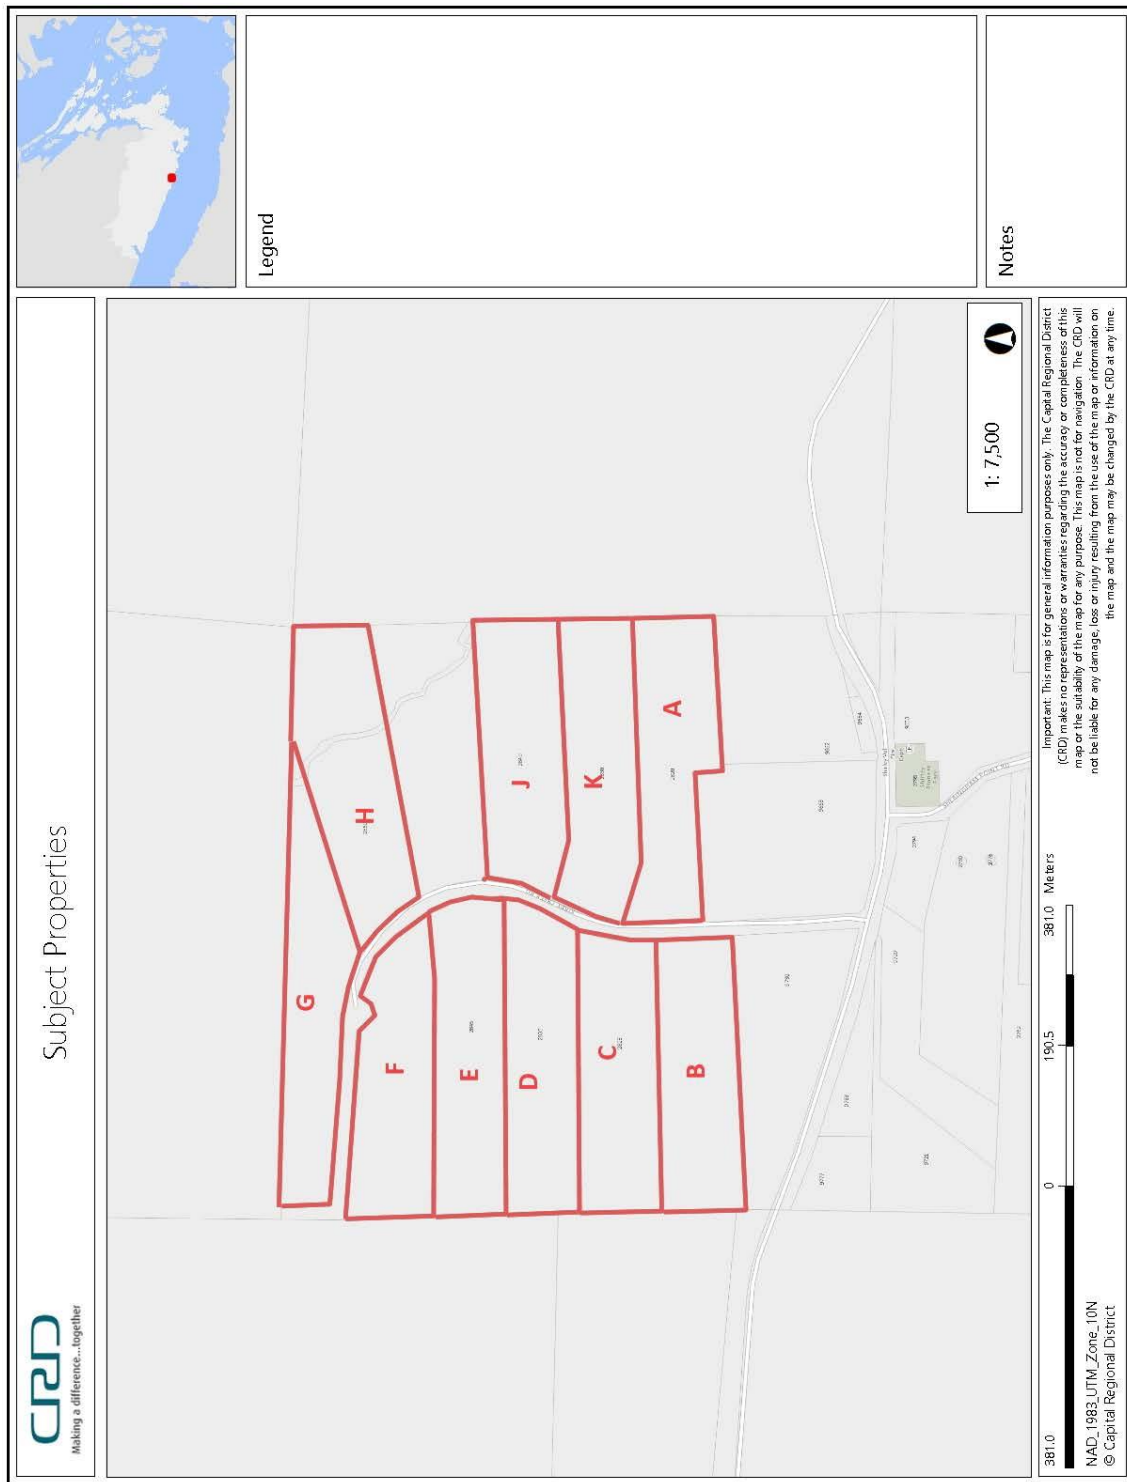 CRD
Making a difference...together
Subject Properties
G
H
F
E
D
C
B
J
K
A
1: 7,500
Legend
Notes
381.0
0
190.5
381.0 Meters
NAD_1983_UTM_Zone_10N
© Capital Regional District
Important: This map is for general information purposes only. The Capital Regional District
(CRD) makes no representations or warranties regarding the accuracy or completeness of this
map or the suitability of the map for any purpose. This map is not for navigation. The CRD will
not be liable for any damage, loss or injury resulting from the use of the map or information on
the map and the map may be changed by the CRD at any time.